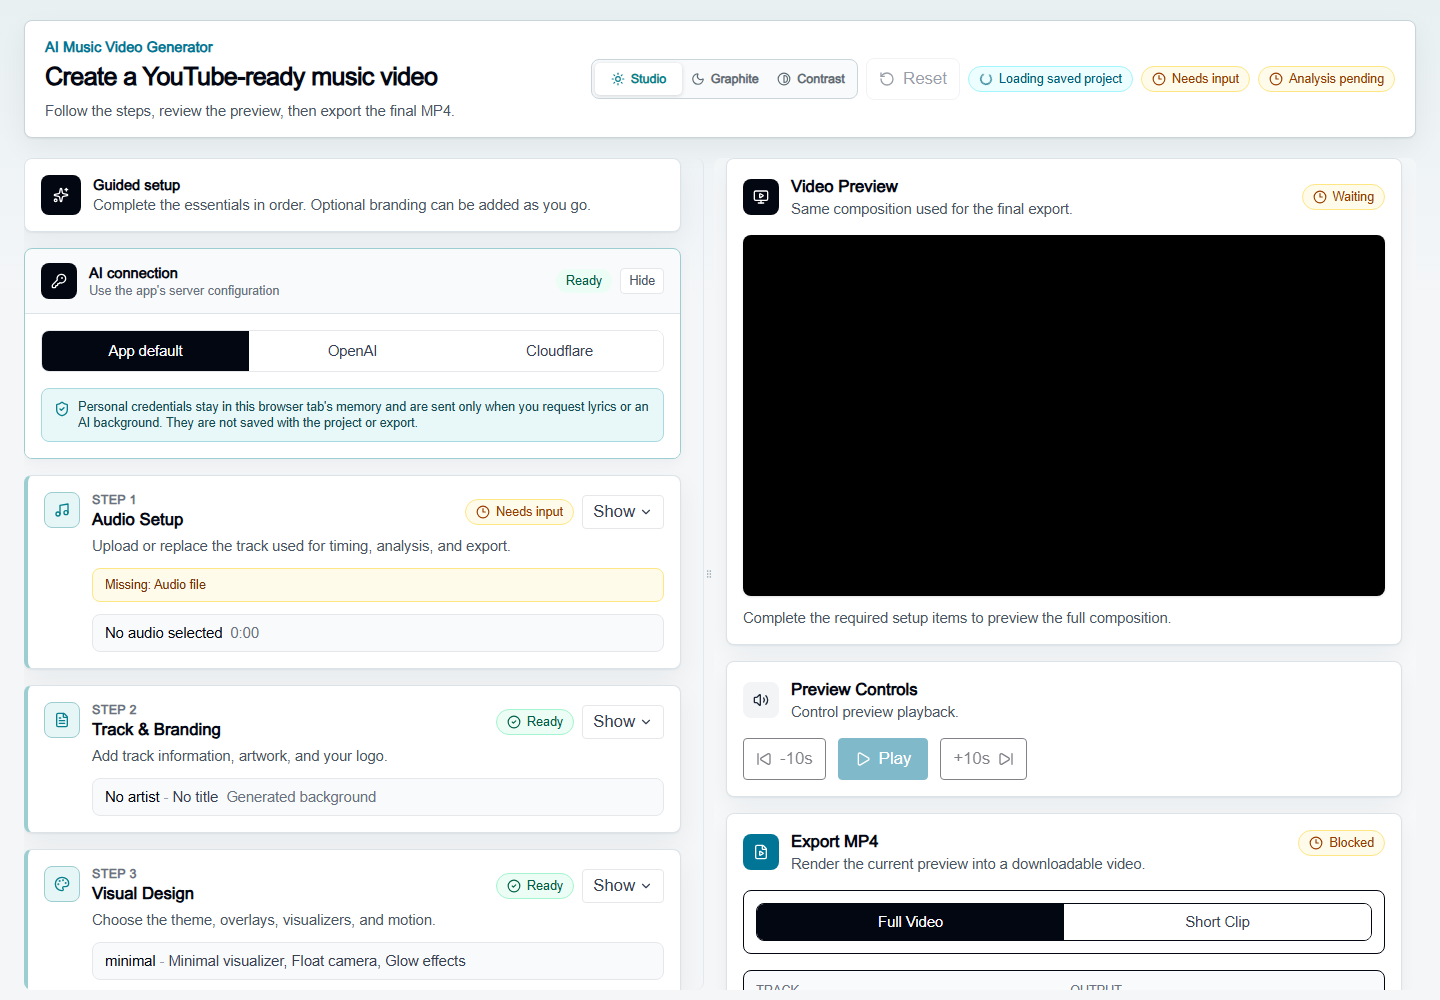 AI Music Video Generator
Create a YouTube-ready music video
Follow the steps, review the preview, then export the final MP4.
Studio
Graphite
Contrast
Reset
Loading saved project
Needs input
Analysis pending
Guided setup
Complete the essentials in order. Optional branding can be added as you go.
AI connection
Use the app's server configuration
Ready
Hide
App default
OpenAI
Cloudflare
Personal credentials stay in this browser tab's memory and are sent only when you request lyrics or an
AI background. They are not saved with the project or export.
STEP 1
Audio Setup
Needs input
Show
Upload or replace the track used for timing, analysis, and export.
Missing: Audio file
No audio selected 0:00
STEP 2
Track & Branding
Ready
Show
Add track information, artwork, and your logo.
No artist - No title Generated background
STEP 3
Visual Design
Ready
Show
Choose the theme, overlays, visualizers, and motion.
minimal - Minimal visualizer, Float camera, Glow effects
Video Preview
Same composition used for the final export.
Waiting
Complete the required setup items to preview the full composition.
Preview Controls
Control preview playback.
-10s
Play
+10s
Export MP4
Render the current preview into a downloadable video.
Blocked
Full Video
Short Clip
TRACK
OUTPUT